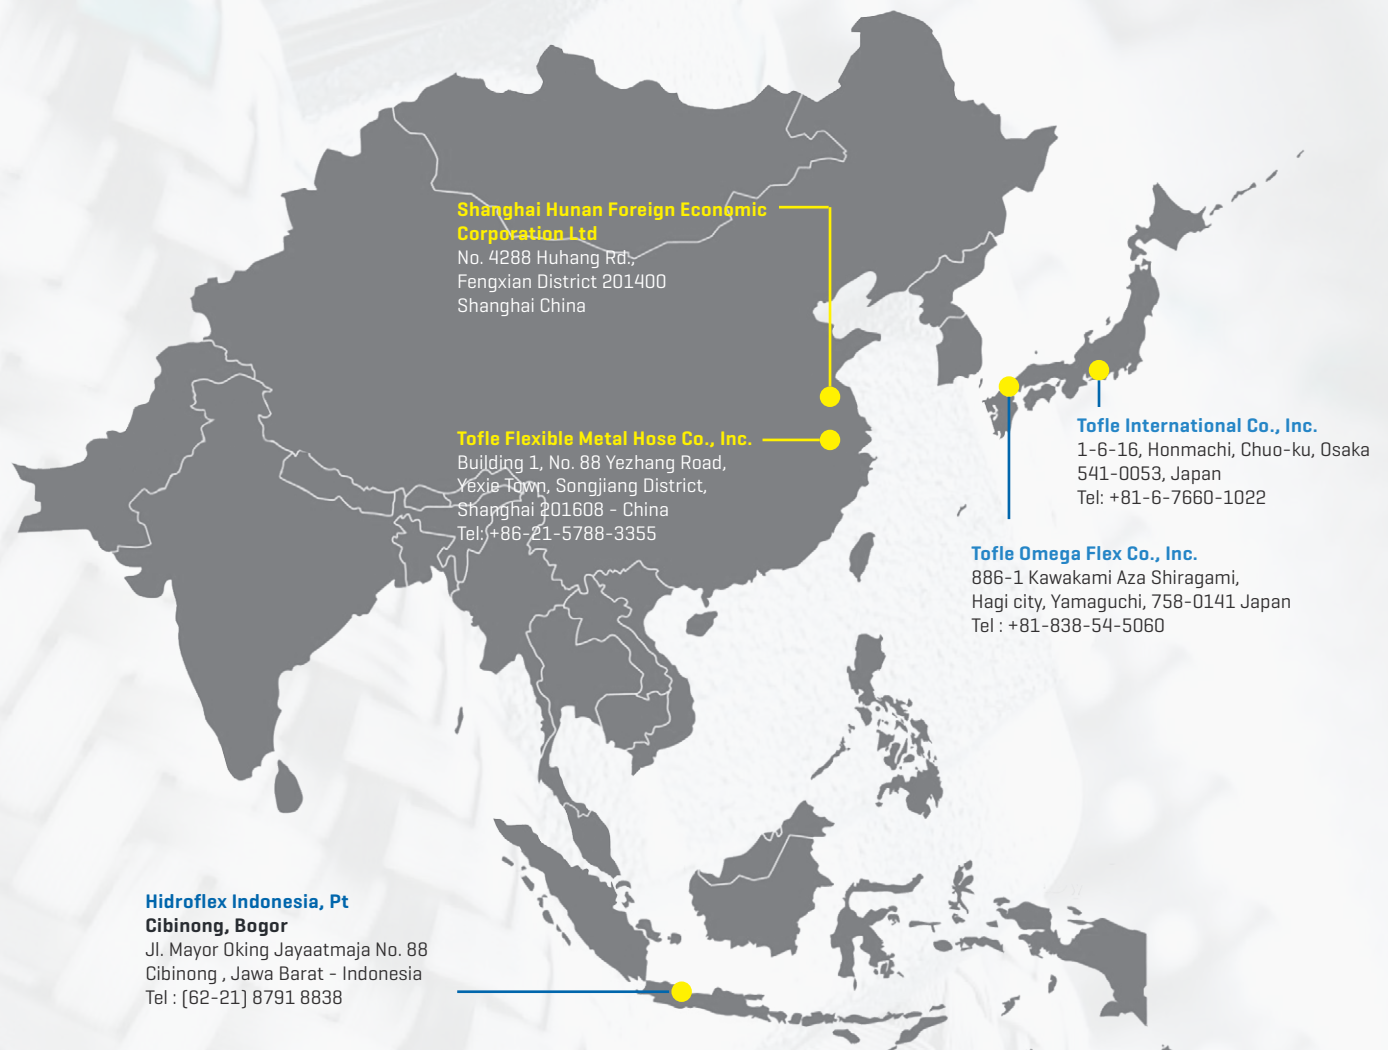 Shanghai Hunan Foreign Economic
Corporation Ltd
No. 4288 Huhang Rd.,
Fengxian District 201400
Shanghai China
Tofle Flexible Metal Hose Co., Inc.
Building 1, No. 88 Yezhang Road,
Yexie Town, Songjiang District,
Shanghai 201608 - China
Tel: +86-21-5788-3355
Tofle International Co., Inc.
1-6-16, Honmachi, Chuo-ku, Osaka
541-0053, Japan
Tel: +81-6-7660-1022
Tofle Omega Flex Co., Inc.
886-1 Kawakami Aza Shiragami,
Hagi city, Yamaguchi, 758-0141 Japan
Tel : +81-838-54-5060
Hidroflex Indonesia, Pt
Cibinong, Bogor
Jl. Mayor Oking Jayaatmaja No. 88
Cibinong , Jawa Barat - Indonesia
Tel : (62-21) 8791 8838